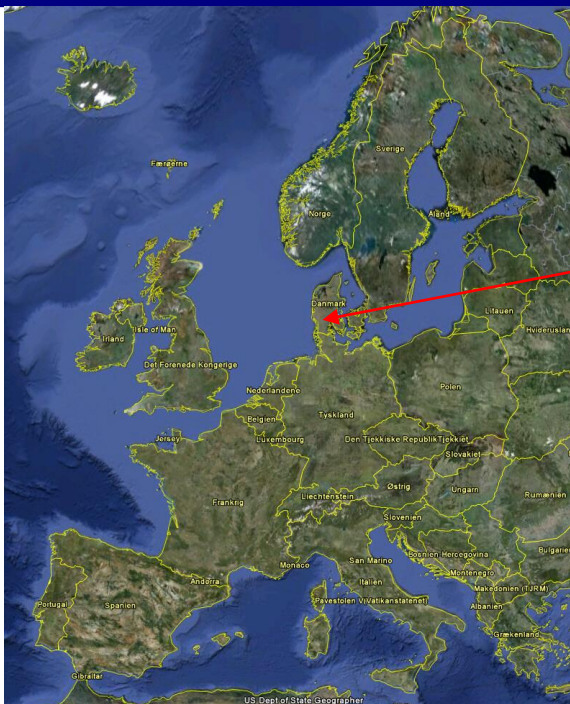 Sverige
Færøerne
Norge
Åland
Danmark
Litauen
Isle of Man
Irland
Hviderusland
Det Forenede Kongerige
Nederlandene
Polen
Belgien
Tyskland
Jersey
Luxembourg
Den Tjekkiske Republik Tjekkiet
Slovakiet
Østrig
Frankrig
Liechtenstein
Ungarn
Rumænien
Slovenien
Bosnien-Hercegovina
Bulgarien
San Marino
Monaco
Montenegro
Italien
Andorra
Makedonien (TJRM)
Pavestolen V(Vatikanstatenet)
Portugal
Spanien
Albanien
Grækenland
Gibraltar
US Dept of State Geographer